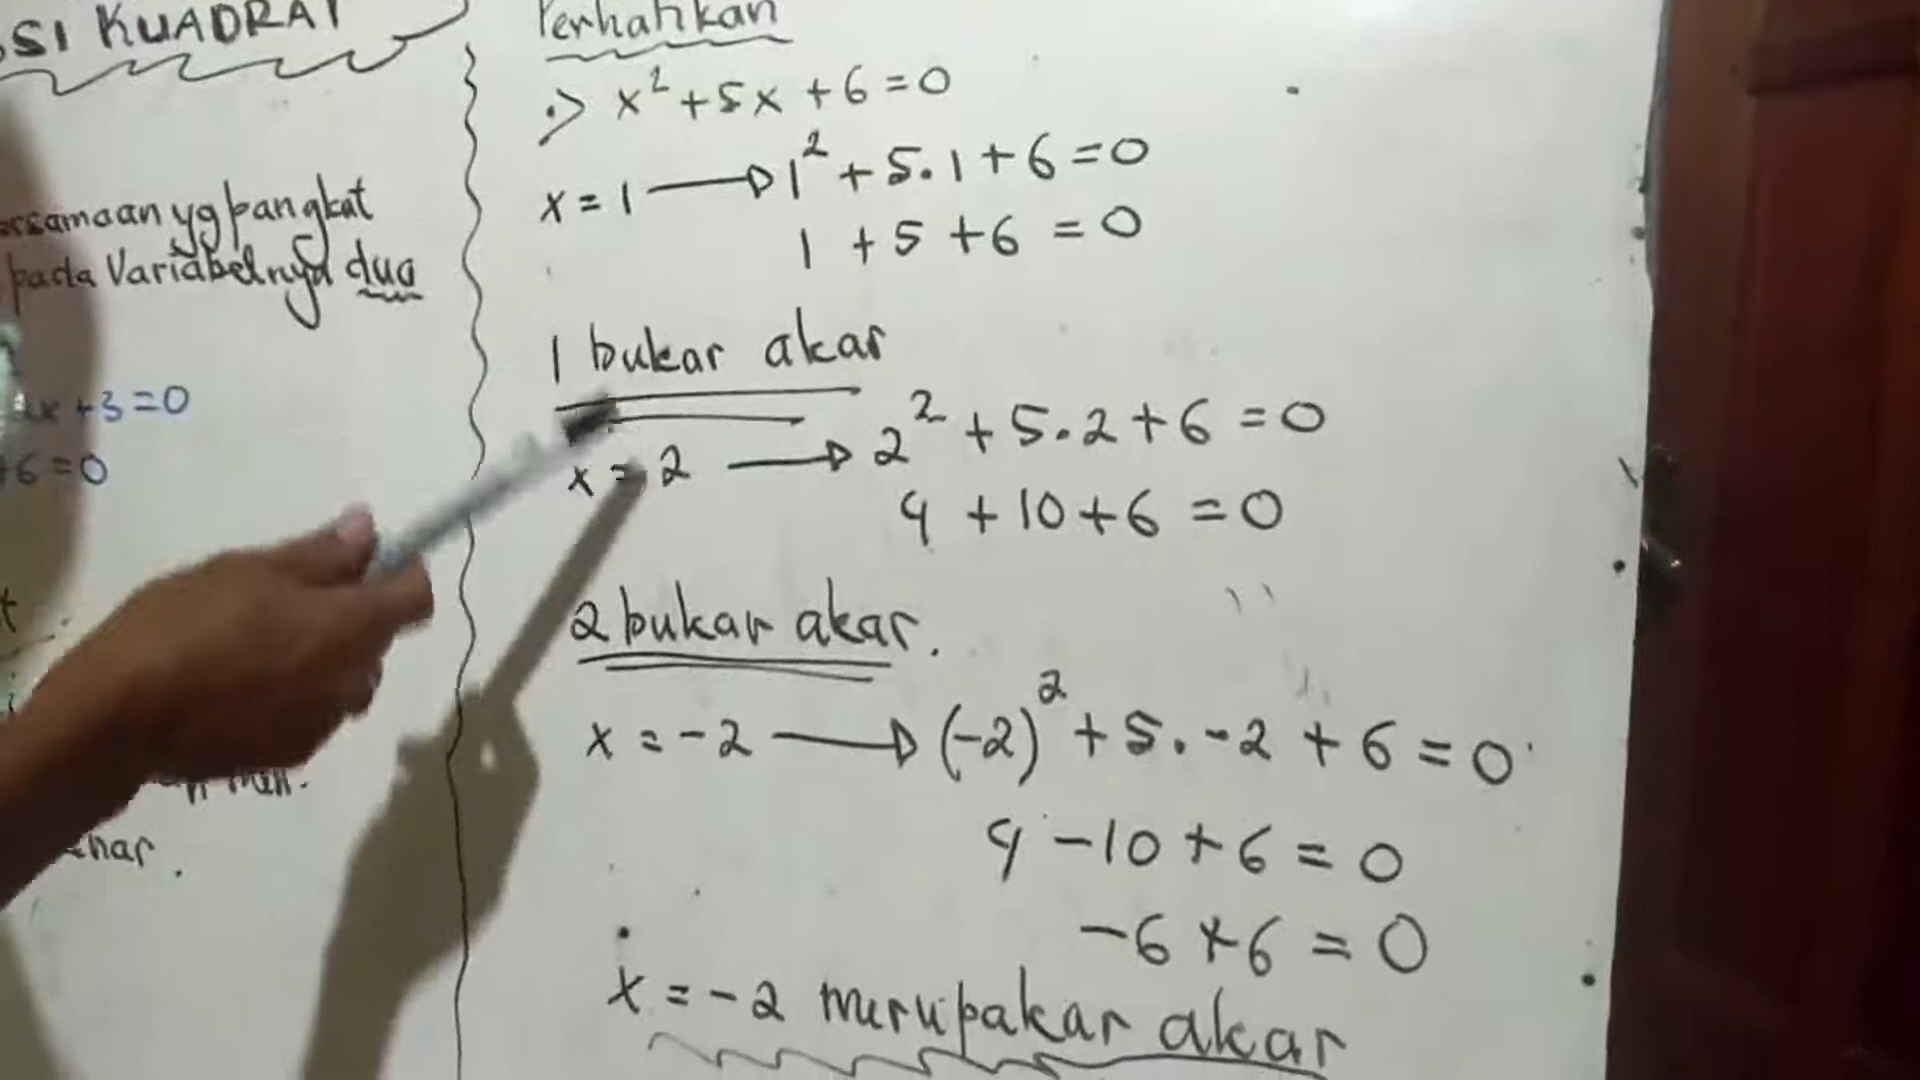 SI KUADRAT
pangkat
pada Variabelnya dua
x + 3 = 0
+6 = 0
Perhatikan
x² + 5x + 6 = 0
x = 1 → 1² + 5.1 + 6 = 0
1 + 5 + 6 = 0
1 bukan akar
x = 2 → 2² + 5.2 + 6 = 0
4 + 10 + 6 = 0
2 bukan akar.
x = -2 → (-2)² + 5.-2 + 6 = 0
4 - 10 + 6 = 0
-6 + 6 = 0
x = -2 merupakan akar